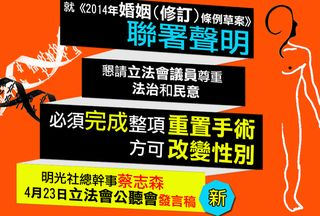 就《2014年婚姻(修訂)條例草案》
聯署聲明
懇請立法會議員尊重
法治和民意
必須完成整項重置手術
方可改變性別
明光社總幹事蔡志森
4月23日立法會公聽會發言稿
新